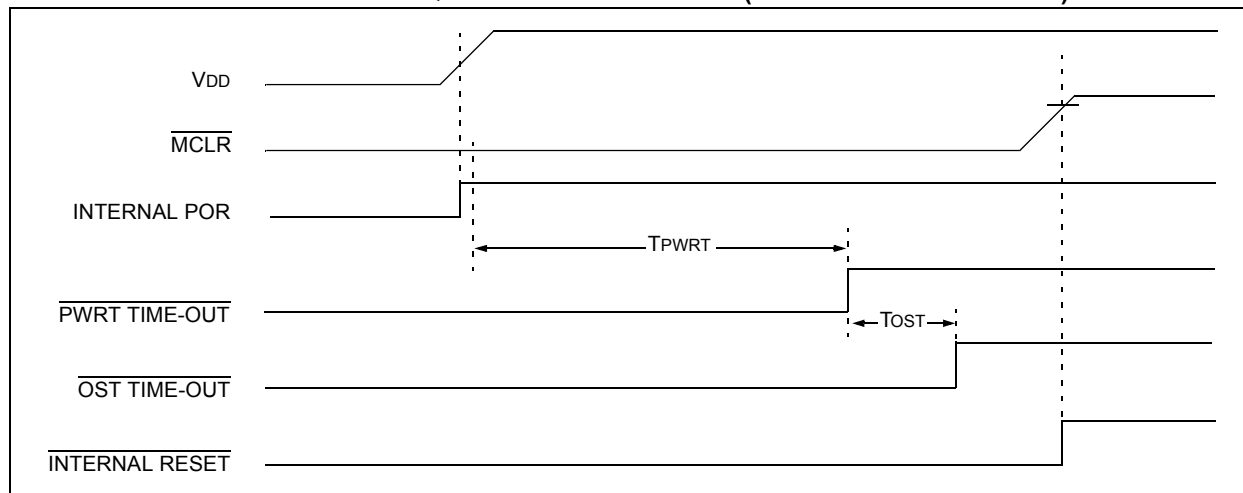 VDD
MCLR
INTERNAL POR
TPWRT
PWRT TIME-OUT
TOST
OST TIME-OUT
INTERNAL RESET